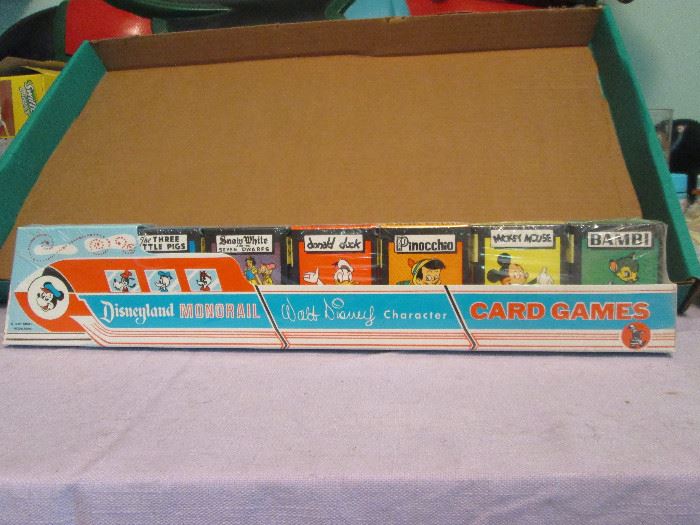 The THREE
TTLE PIGS
Snow White
SEVEN DWARFS
donald duck
Pinocchio
MICKEY MOUSE
BAMBI
Disneyland MONORAIL
Walt Disney Character
CARD GAMES